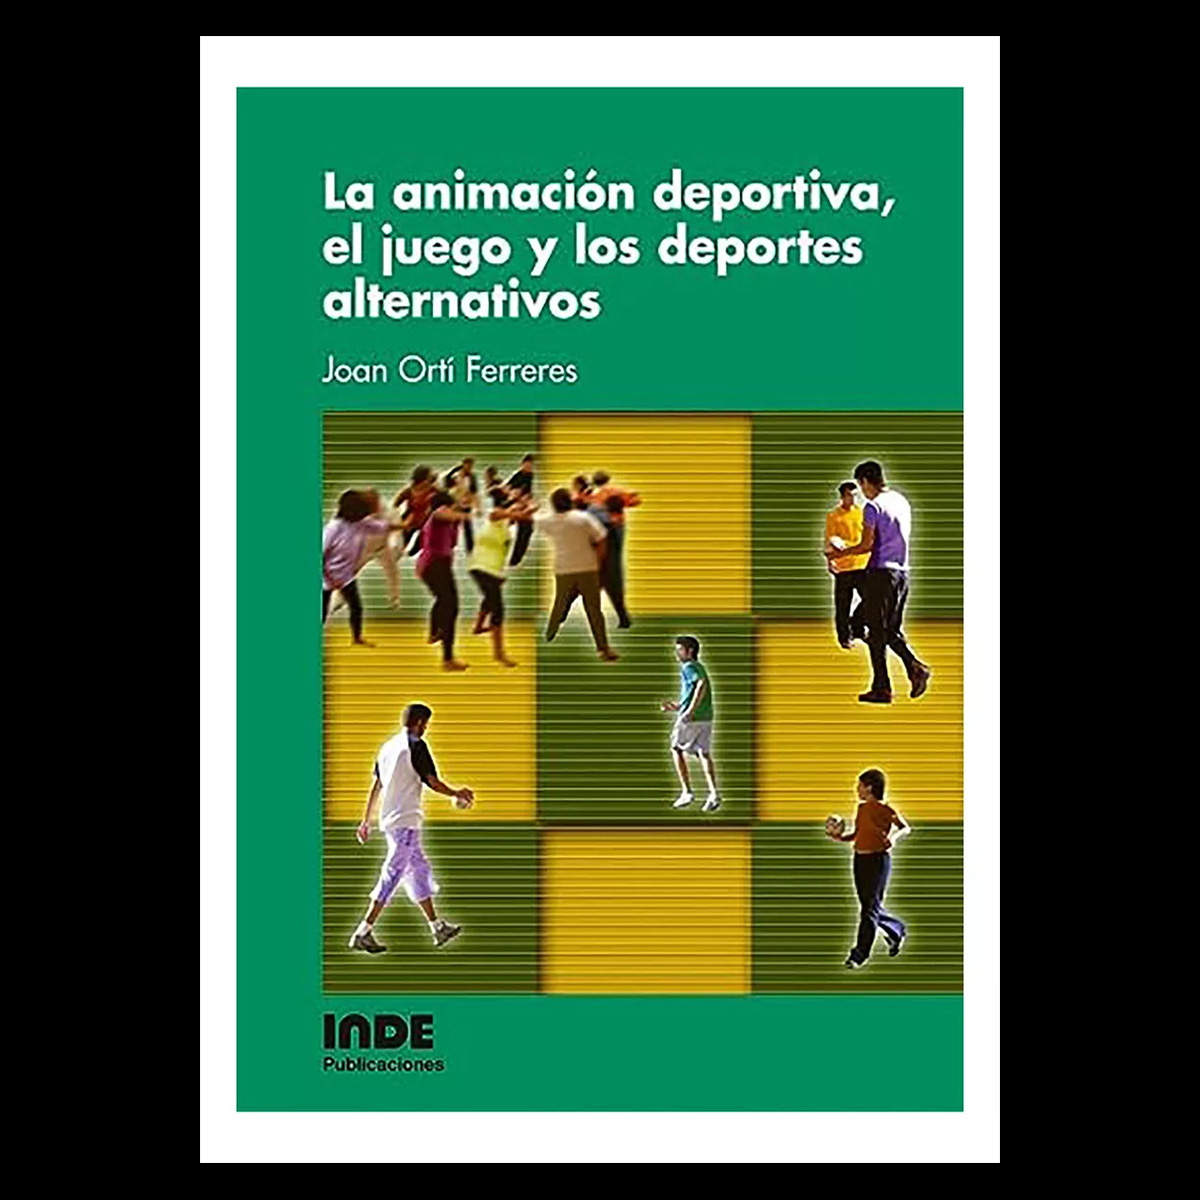 La animación deportiva,
el juego y los deportes
alternativos
Joan Ortí Ferreres
INDE
Publicaciones